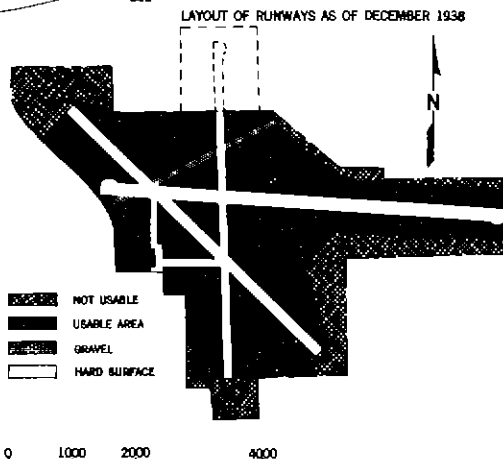 LAYOUT OF RUNWAYS AS OF DECEMBER 1938
N
NOT USABLE
USABLE AREA
GRAVEL
HARD SURFACE
0 1000 2000 4000